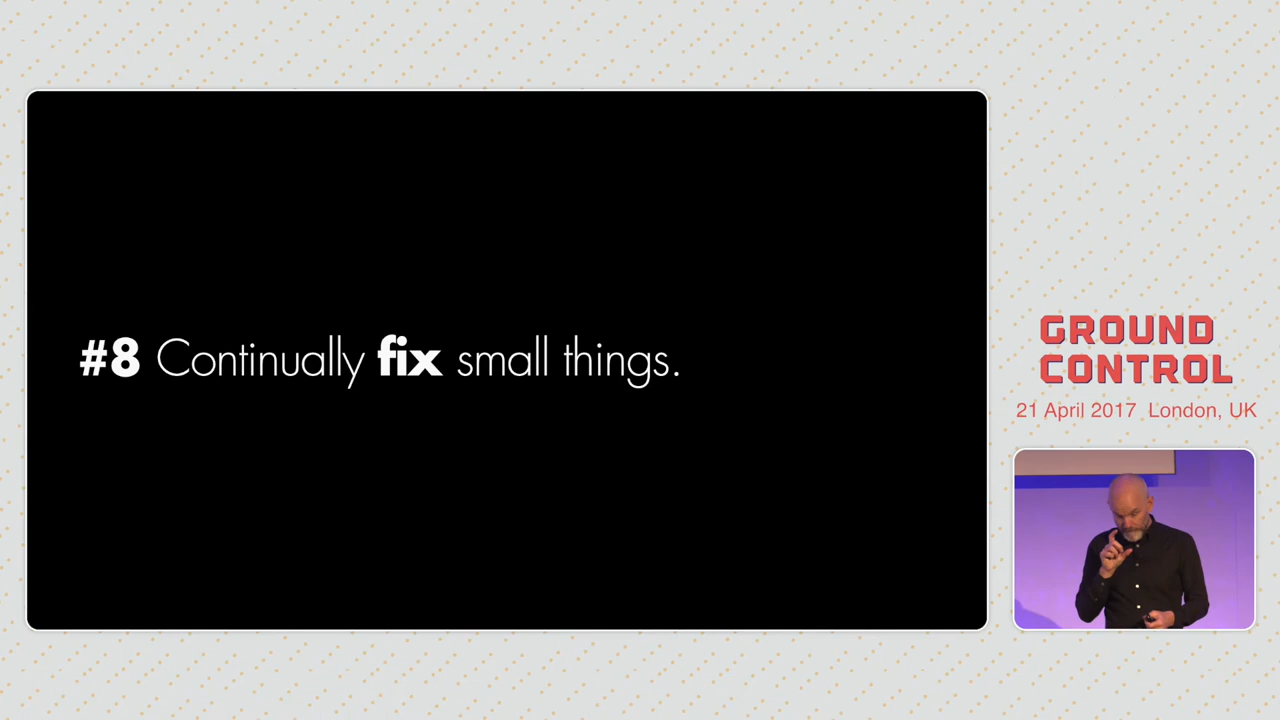 #8 Continually fix small things.
GROUND
CONTROL
21 April 2017 London, UK